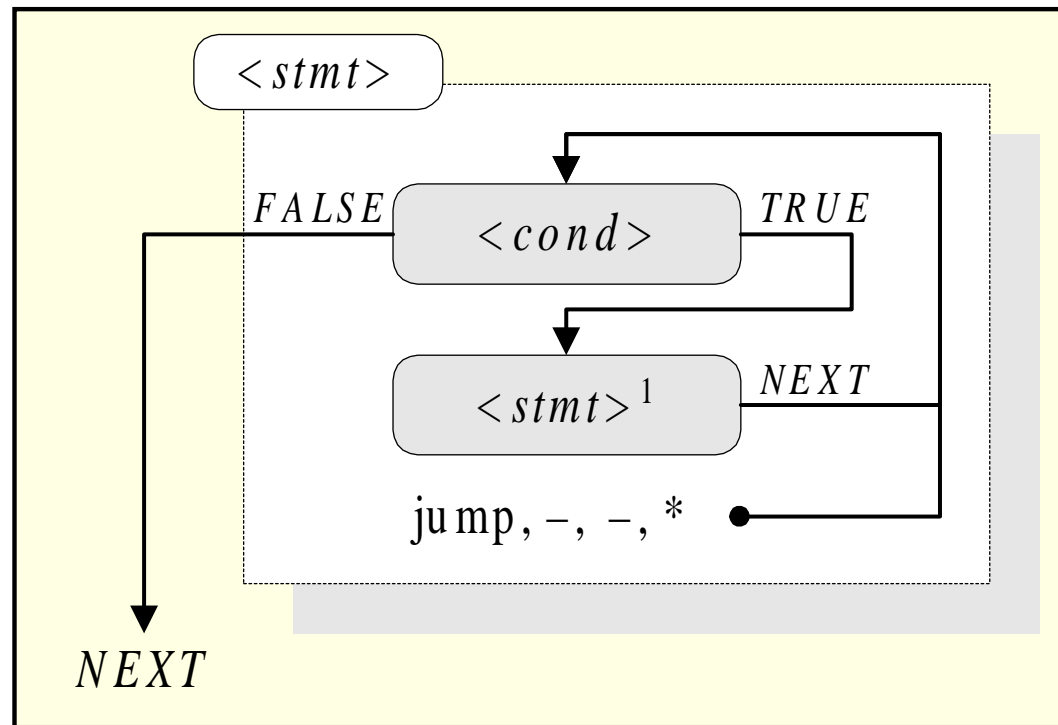 <stmt>
FALSE
<cond>
TRUE
<stmt>1
NEXT
jump, –, –, *
NEXT